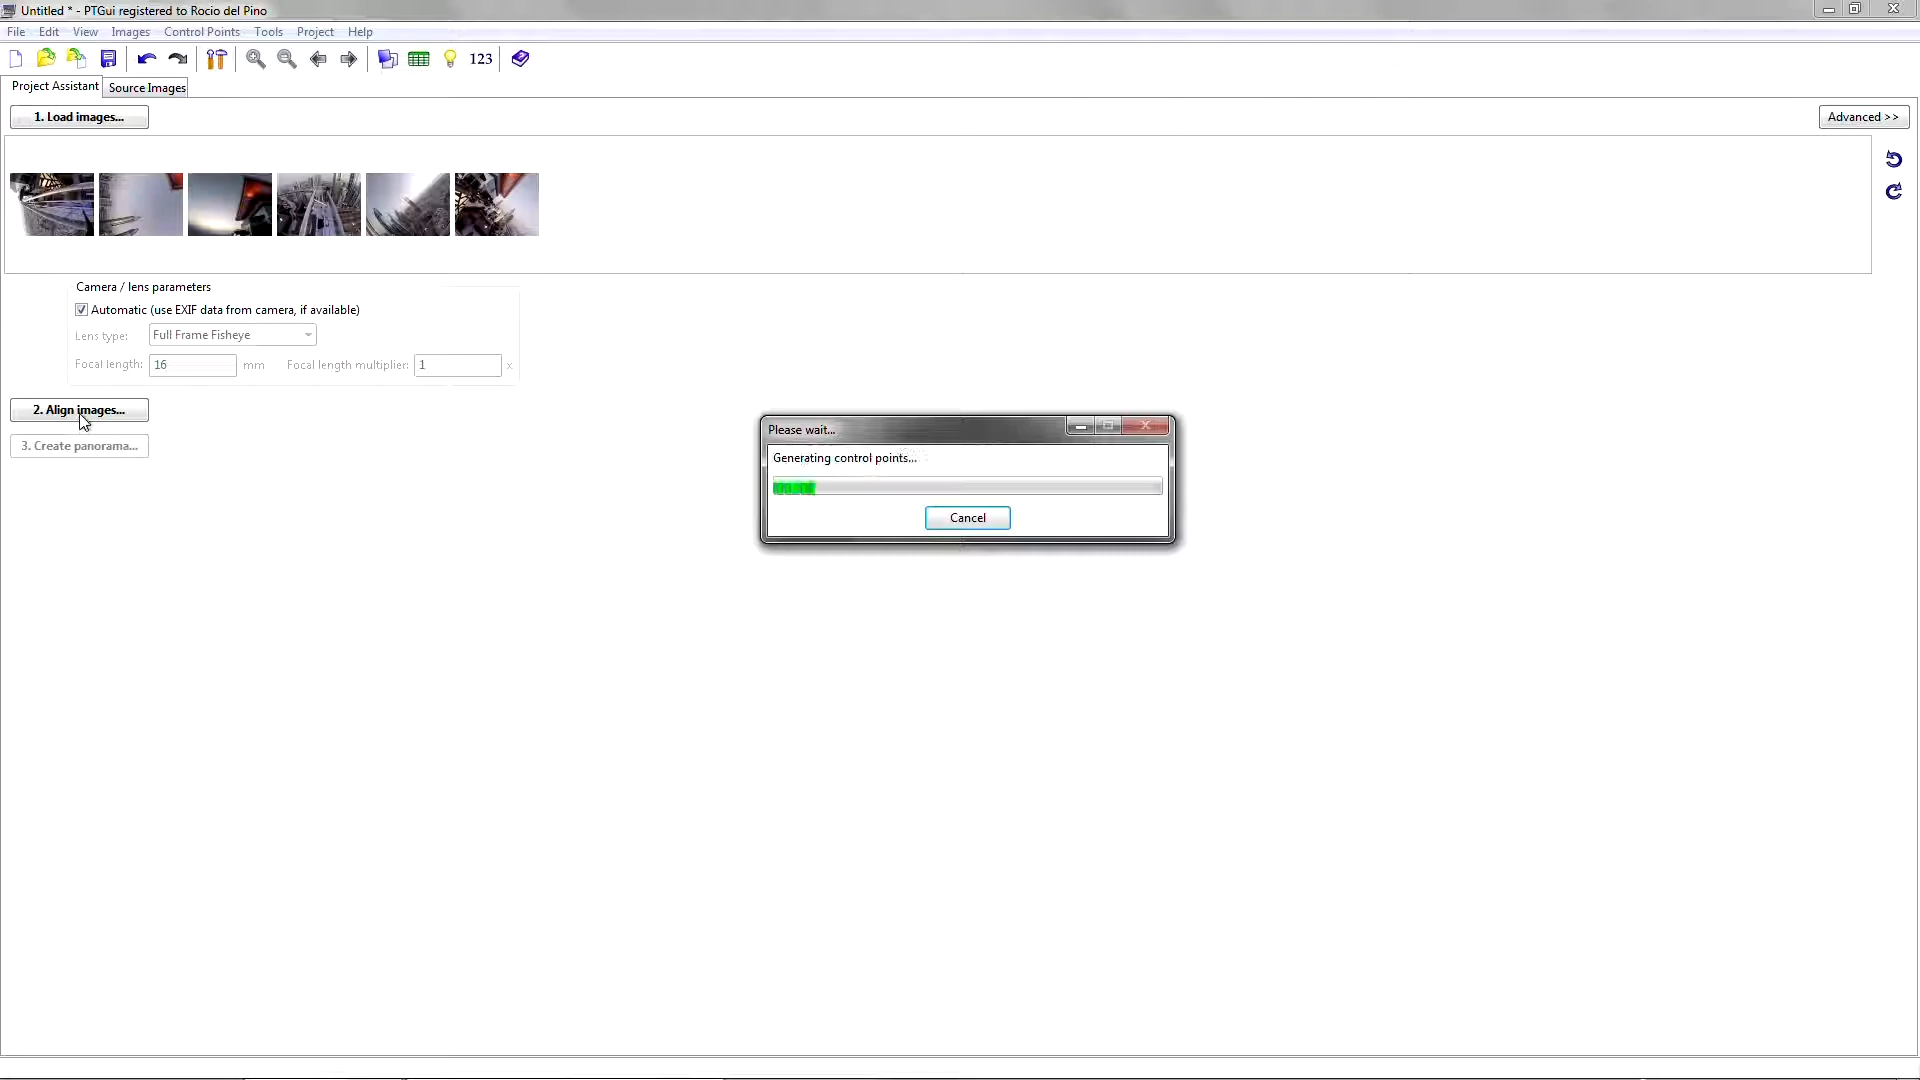 Untitled * - PTGui registered to Rocio del Pino
File Edit View Images Control Points Tools Project Help
123
Project Assistant Source Images
1. Load images...
Advanced >>
Camera / lens parameters
Automatic (use EXIF data from camera, if available)
Lens type: Full Frame Fisheye
Focal length: 16 mm Focal length multiplier: 1 x
2. Align images...
3. Create panorama...
Please wait...
Generating control points...
Cancel